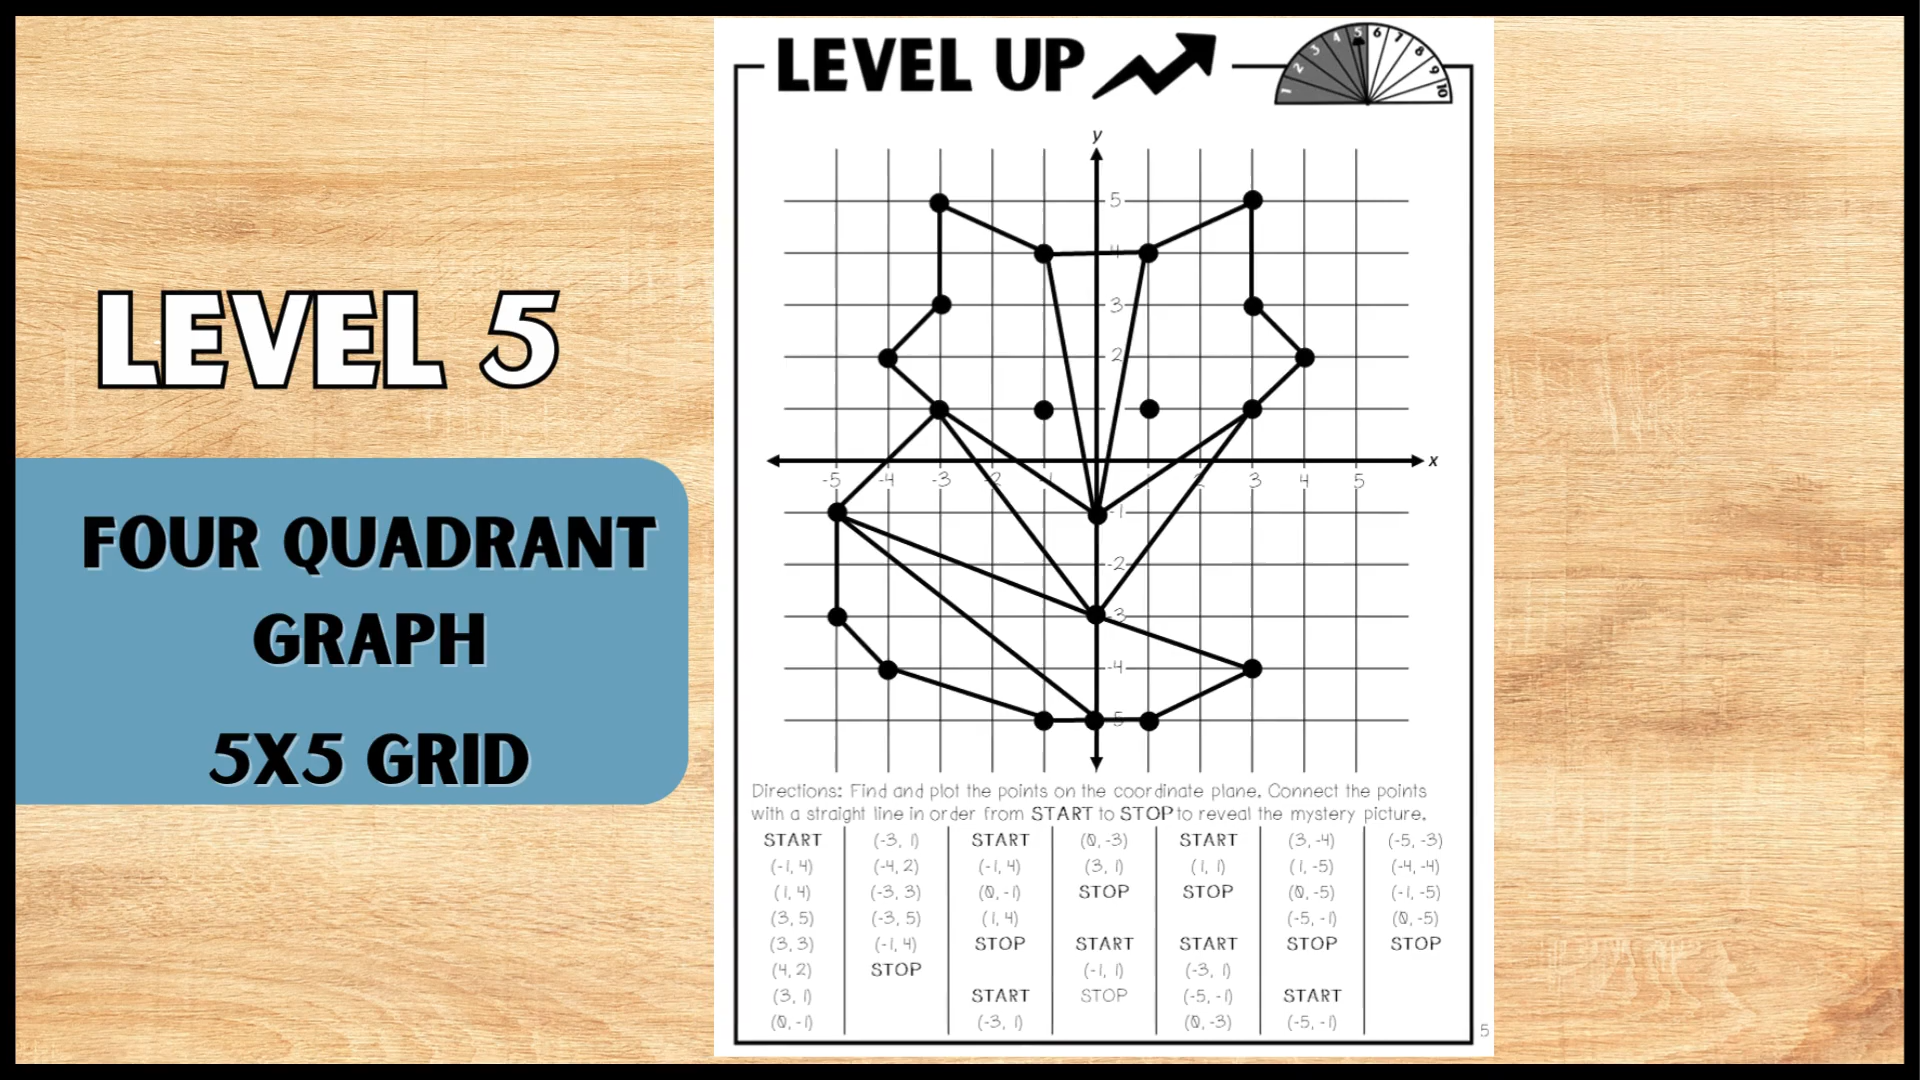 LEVEL UP
1 2 3 4 5 6 7 8 9 10
LEVEL 5
FOUR QUADRANT
GRAPH
5X5 GRID
y
5
4
3
2
x
-5 -4 -3 -2 -1 2 3 4 5
-1
-2
-3
-4
-5
Directions: Find and plot the points on the coordinate plane. Connect the points
with a straight line in order from START to STOP to reveal the mystery picture.
START
(-1, 4)
(1, 4)
(3, 5)
(3, 3)
(4, 2)
(3, 1)
(0, -1)
(-3, 1)
(-4, 2)
(-3, 3)
(-3, 5)
(-1, 4)
STOP
START
(-1, 4)
(0, -1)
(1, 4)
STOP
START
(-3, 1)
(0, -3)
(3, 1)
STOP
START
(-1, 1)
STOP
START
(1, 1)
STOP
START
(-3, 1)
(-5, -1)
(0, -3)
(3, -4)
(1, -5)
(0, -5)
(-5, -1)
STOP
START
(-5, -1)
(-5, -3)
(-4, -4)
(-1, -5)
(0, -5)
STOP
5